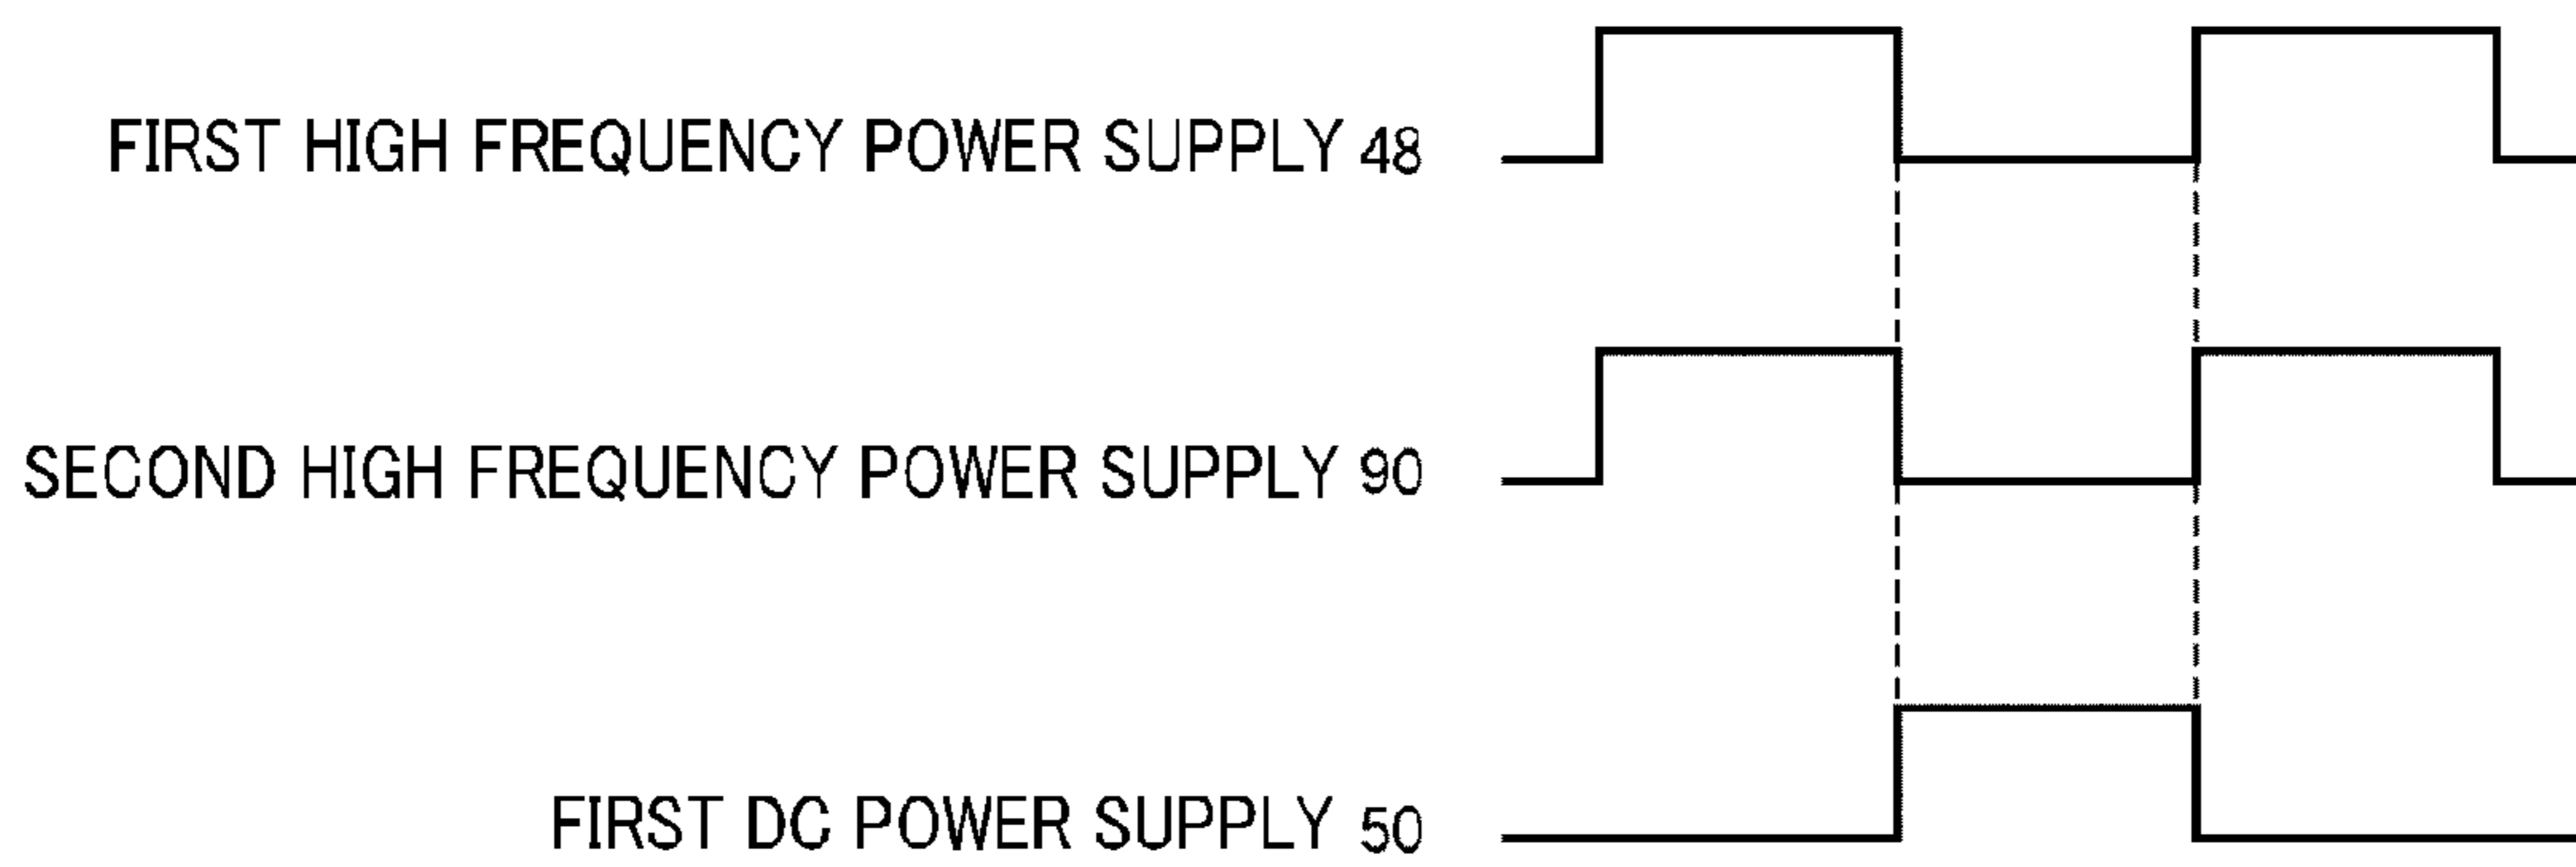 FIRST HIGH FREQUENCY POWER SUPPLY 48
SECOND HIGH FREQUENCY POWER SUPPLY 90
FIRST DC POWER SUPPLY 50